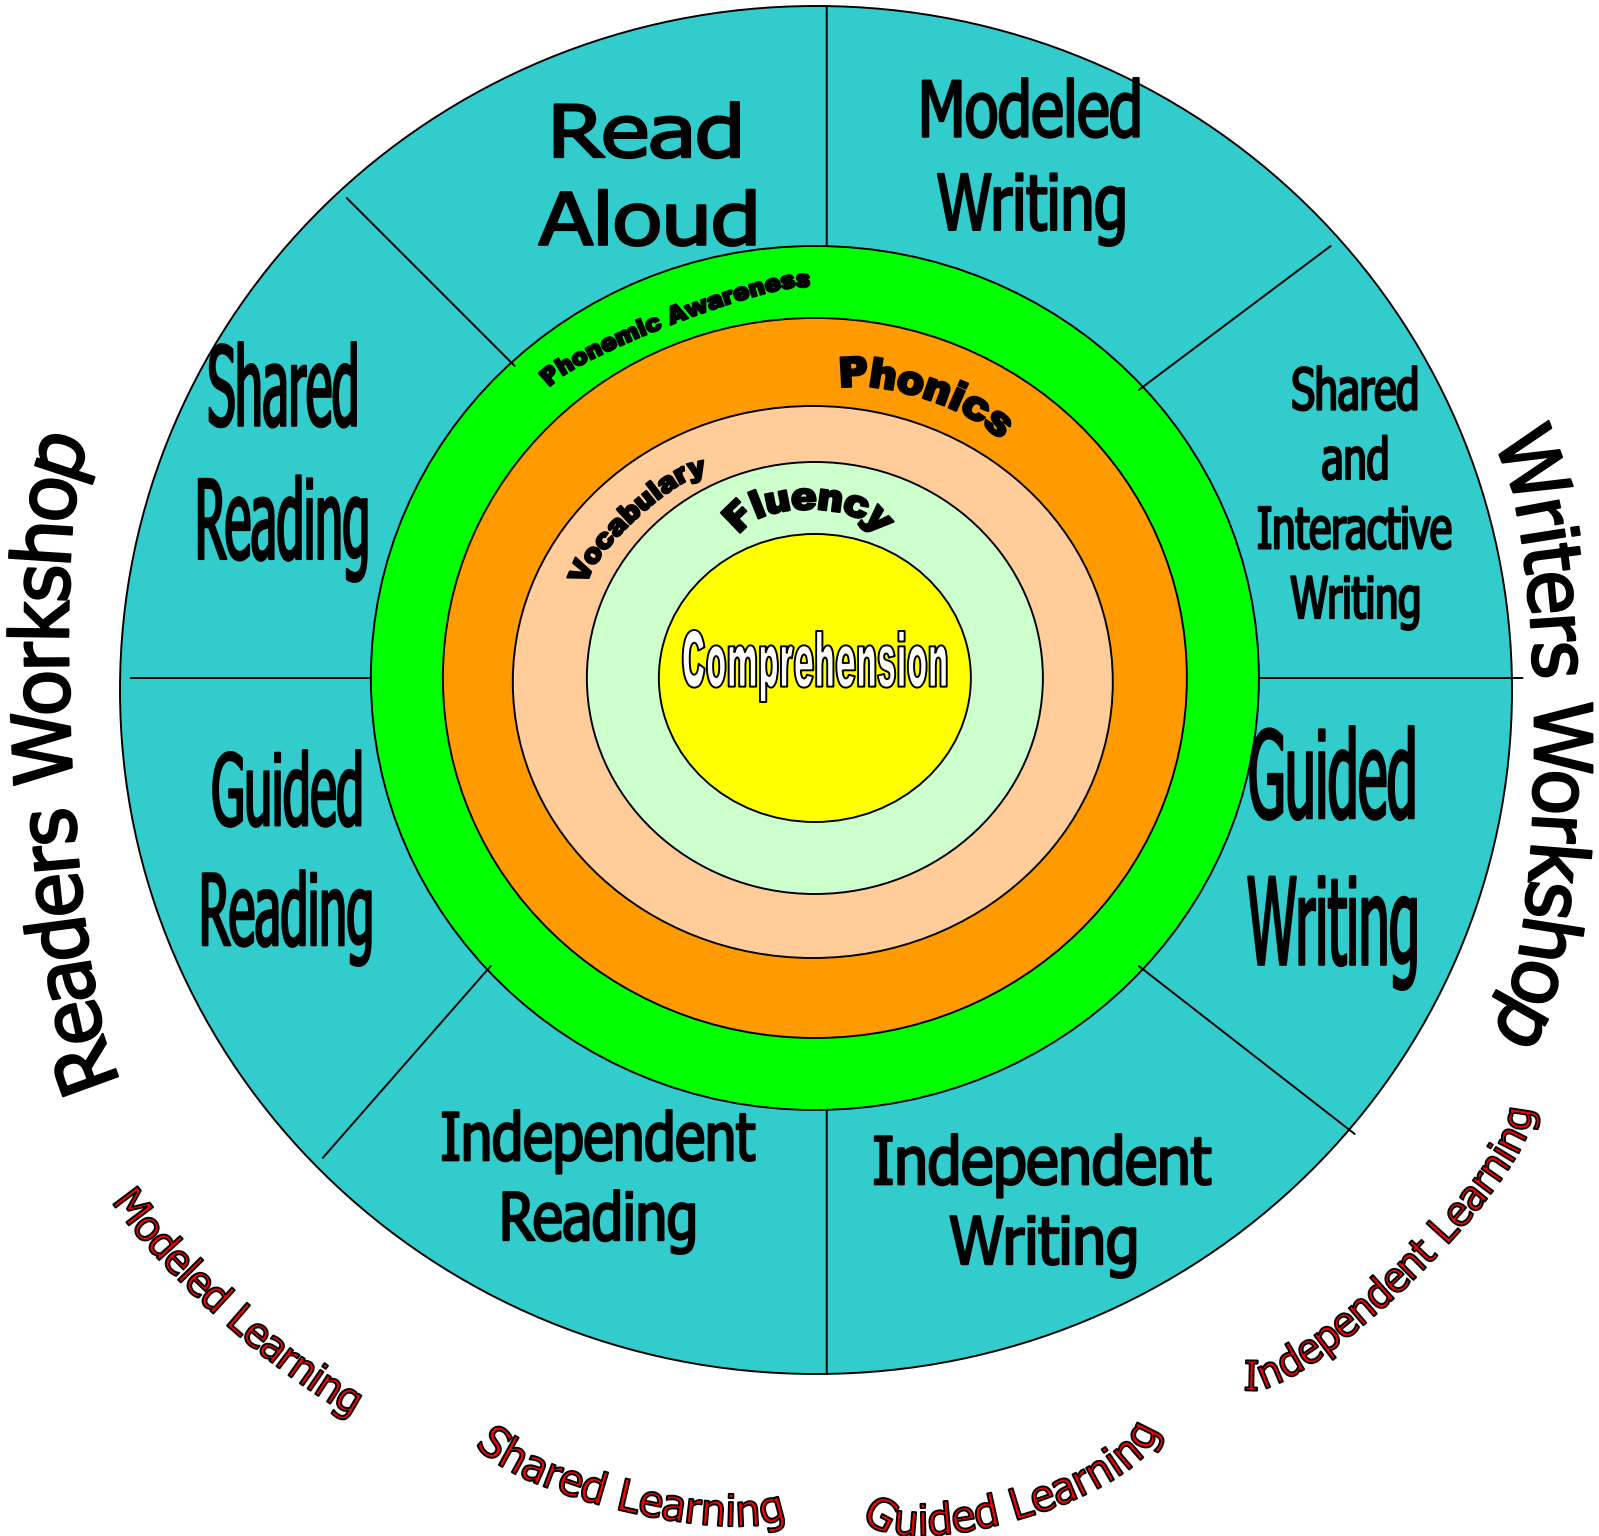 Read
Aloud
Modeled
Writing
Shared
Reading
Shared
and
Interactive
Writing
Guided
Reading
Guided
Writing
Independent
Reading
Independent
Writing
Phonemic Awareness
Phonics
Vocabulary
Fluency
Comprehension
Readers Workshop
Writers Workshop
Modeled Learning
Shared Learning
Guided Learning
Independent Learning